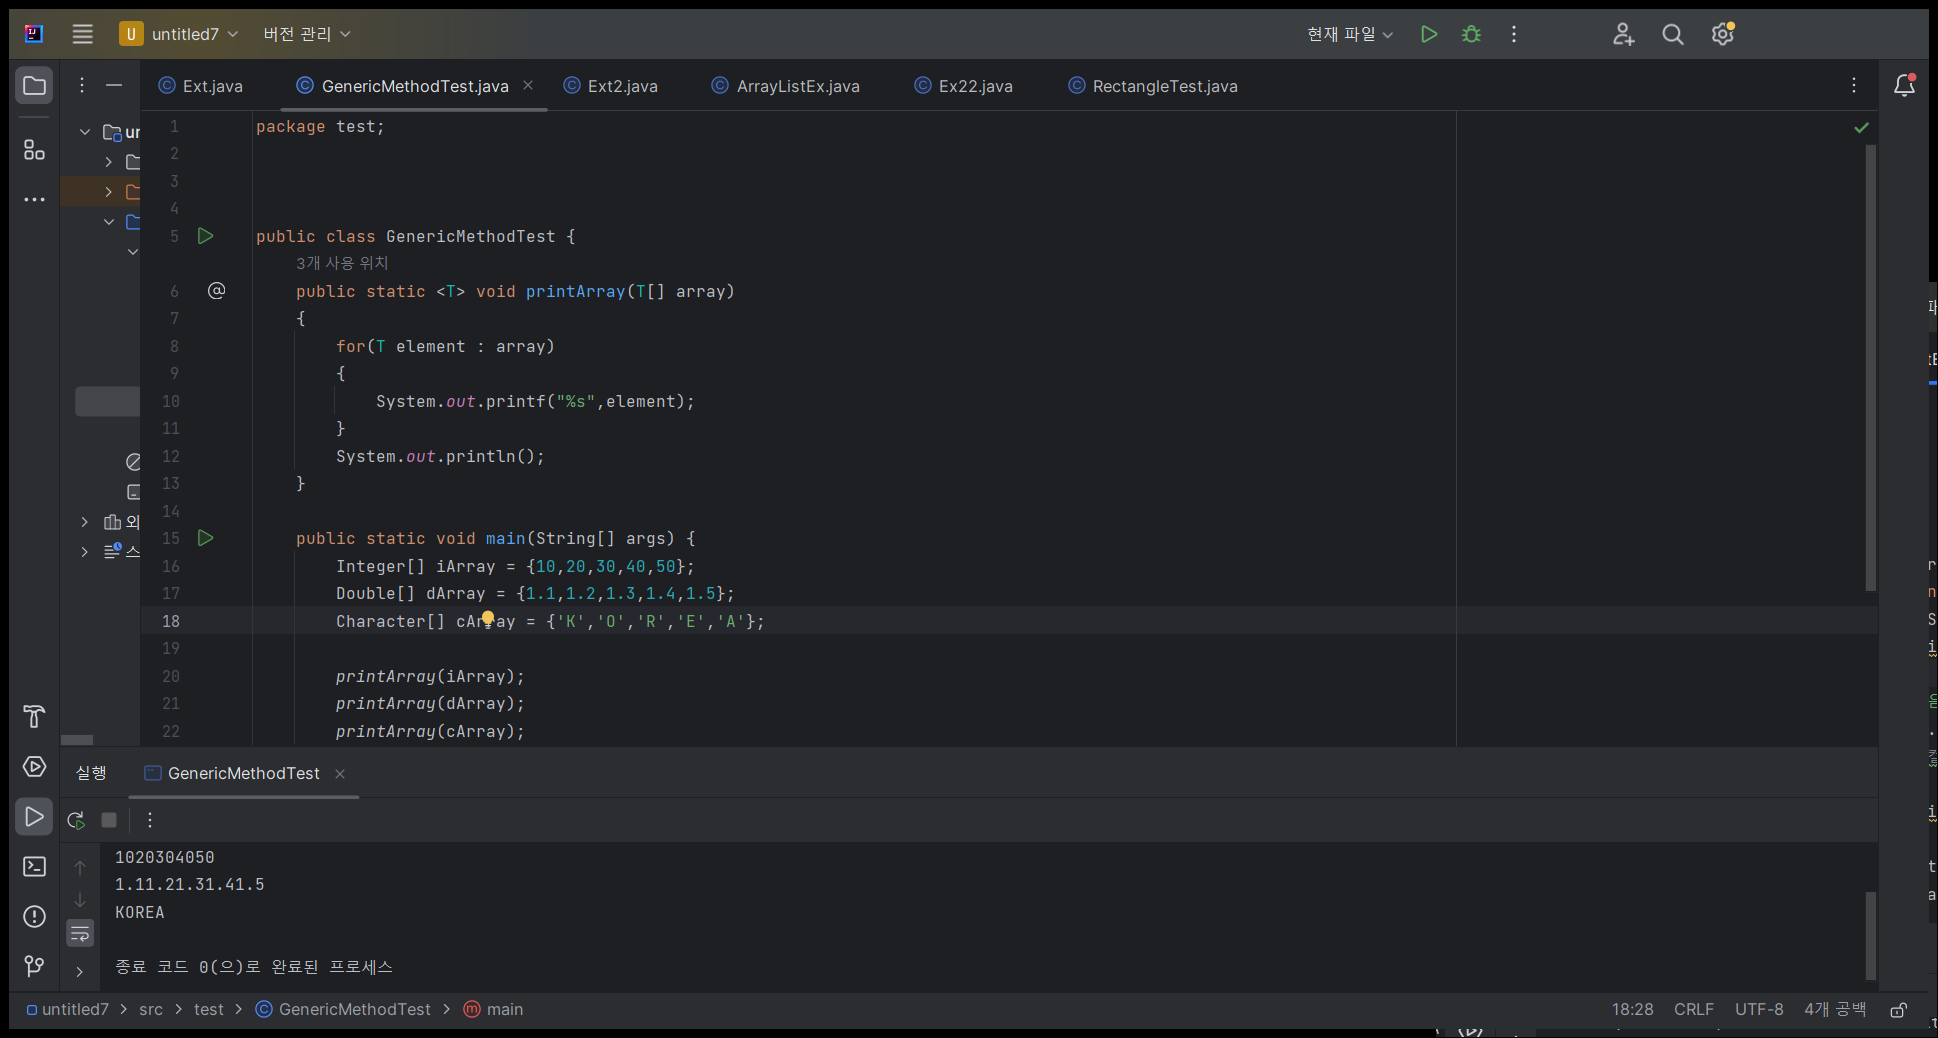 U untitled7 버전 관리 현재 파일
Ext.java GenericMethodTest.java Ext2.java ArrayListEx.java Ex22.java RectangleTest.java
1 package test;
2
3
4
5 public class GenericMethodTest {
3개 사용 위치
6 public static <T> void printArray(T[] array)
7 {
8 for(T element : array)
9 {
10 System.out.printf("%s",element);
11 }
12 System.out.println();
13 }
14
15 public static void main(String[] args) {
16 Integer[] iArray = {10,20,30,40,50};
17 Double[] dArray = {1.1,1.2,1.3,1.4,1.5};
18 Character[] cArray = {'K','O','R','E','A'};
19
20 printArray(iArray);
21 printArray(dArray);
22 printArray(cArray);
ur
외
스
실행 GenericMethodTest
1020304050
1.11.21.31.41.5
KOREA
종료 코드 0(으)로 완료된 프로세스
untitled7 > src > test > GenericMethodTest > main 18:28 CRLF UTF-8 4개 공백